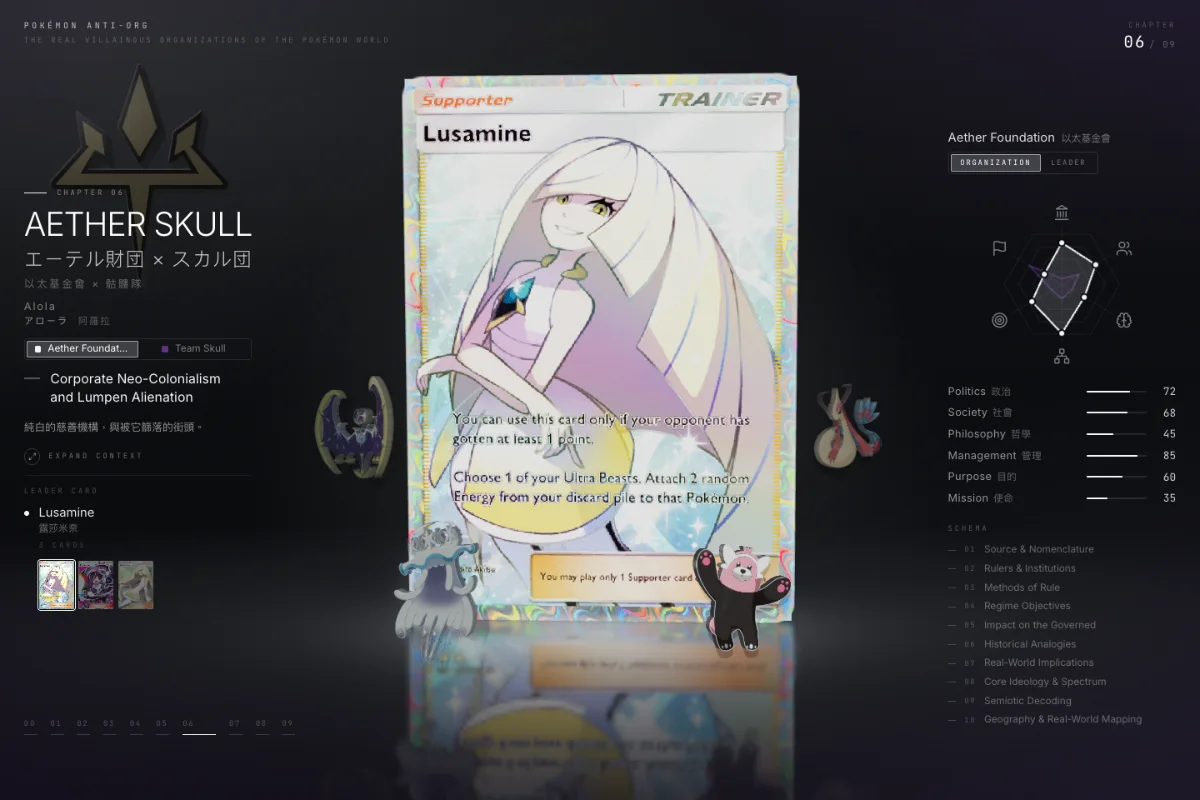 POKÉMON ANTI-ORG
THE REAL VILLAINOUS ORGANIZATIONS OF THE POKÉMON WORLD
CHAPTER
06 / 09
CHAPTER 06
AETHER SKULL
エーテル財団 × スカル団
以太基金會 × 骷髏隊
Alola
アローラ 阿羅拉
Aether Foundat...
Team Skull
Corporate Neo-Colonialism
and Lumpen Alienation
純白的慈善機構，與被它篩落的街頭。
EXPAND CONTEXT
LEADER CARD
Lusamine
露莎米奈
3 CARDS
00 01 02 03 04 05 06 07 08 09
Supporter
TRAINER
Lusamine
You can use this card only if your opponent has
gotten at least 1 point.
Choose 1 of your Ultra Beasts. Attach 2 random
Energy from your discard pile to that Pokémon.
You may play only 1 Supporter card
Aether Foundation 以太基金會
ORGANIZATION
LEADER
Politics 政治 72
Society 社會 68
Philosophy 哲學 45
Management 管理 85
Purpose 目的 60
Mission 使命 35
SCHEMA
— 01 Source & Nomenclature
— 02 Rulers & Institutions
— 03 Methods of Rule
— 04 Regime Objectives
— 05 Impact on the Governed
— 06 Historical Analogies
— 07 Real-World Implications
— 08 Core Ideology & Spectrum
— 09 Semiotic Decoding
— 10 Geography & Real-World Mapping